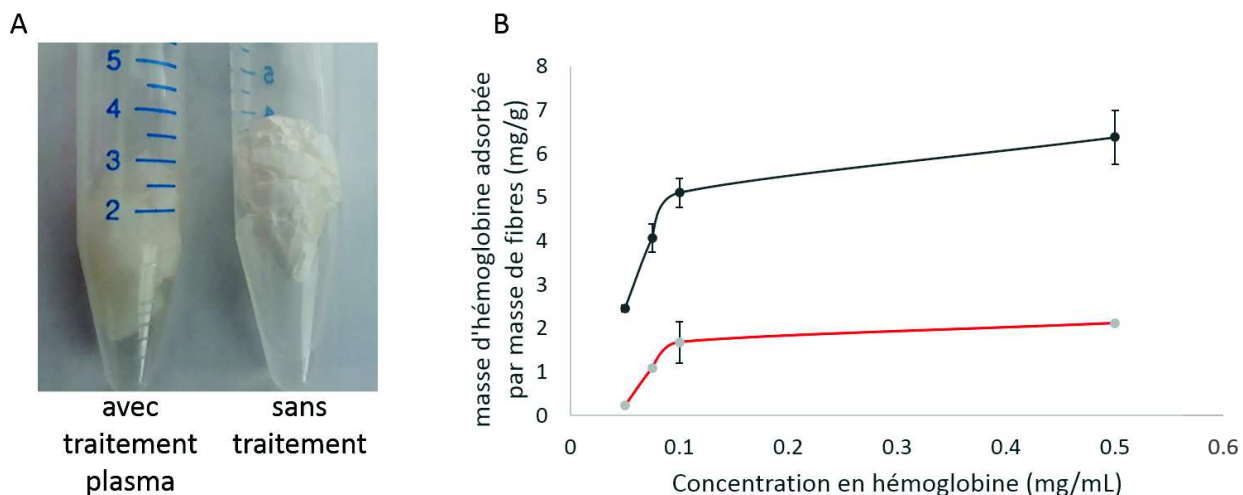 A
5
4
3
2
6
4
avec
traitement
plasma
sans
traitement
B
masse d'hémoglobine adsorbée
par masse de fibres (mg/g)
8
7
6
5
4
3
2
1
0
0
0.1
0.2
0.3
0.4
0.5
0.6
Concentration en hémoglobine (mg/mL)